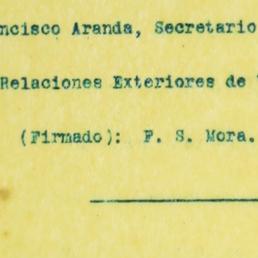 ncisco Aranda, Secretario
Relaciones Exteriores de
(Firmado): F. S. Mora.